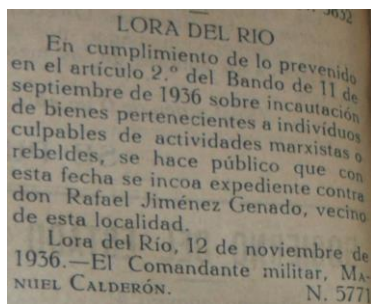 LORA DEL RIO
En cumplimiento de lo prevenido
en el artículo 2.º del Bando de 11 de
septiembre de 1936 sobre incautación
de bienes pertenecientes a indivíduos
culpables de actividades marxistas o
rebeldes, se hace público que con
esta fecha se incoa expediente contra
don Rafael Jiménez Genado, vecino
de esta localidad.
Lora del Río, 12 de noviembre de
1936.—El Comandante militar, MA-
NUEL CALDERÓN. N. 5771